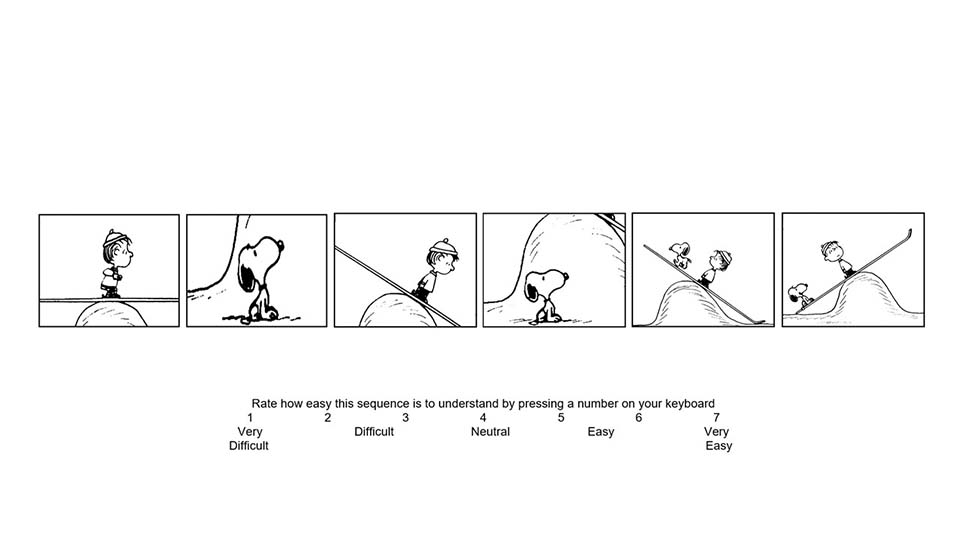 Rate how easy this sequence is to understand by pressing a number on your keyboard
1 2 3 4 5 6 7
Very Difficult Neutral Easy Very
Difficult Easy